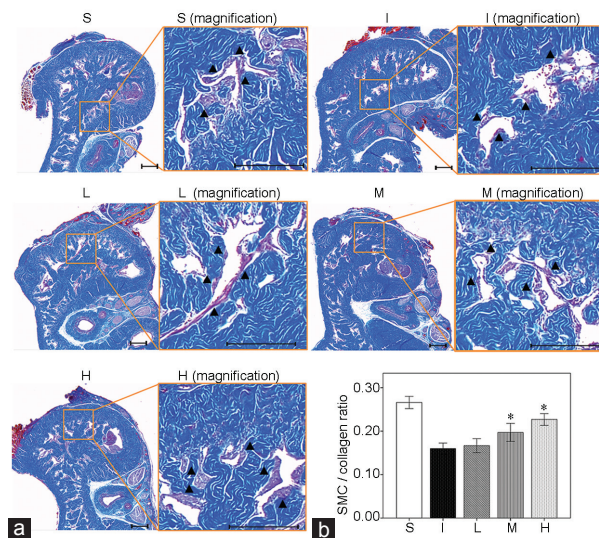 S S (magnification) I I (magnification)
L L (magnification) M M (magnification)
H H (magnification)
SMC / collagen ratio
0.30
0.20
0.10
0.00
* *
S I L M H
a b